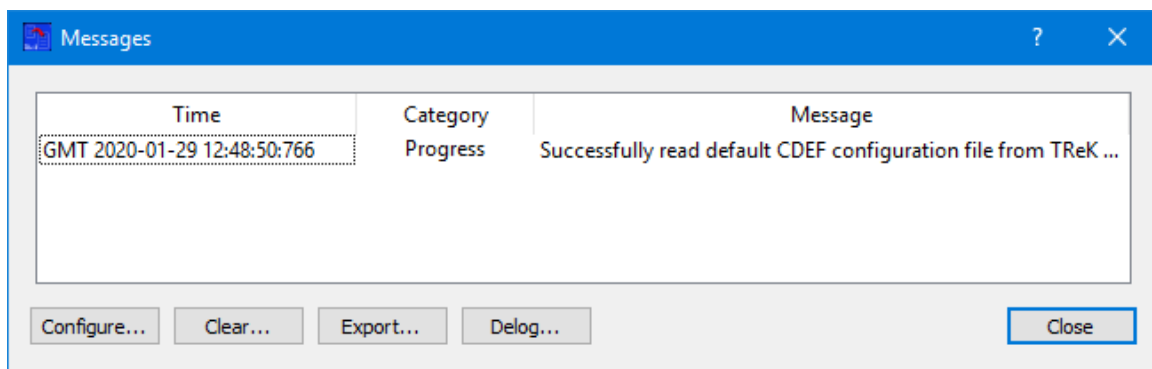 Messages
?
Time Category Message
GMT 2020-01-29 12:48:50:766 Progress Successfully read default CDEF configuration file from TReK ...
Configure... Clear... Export... Delog... Close